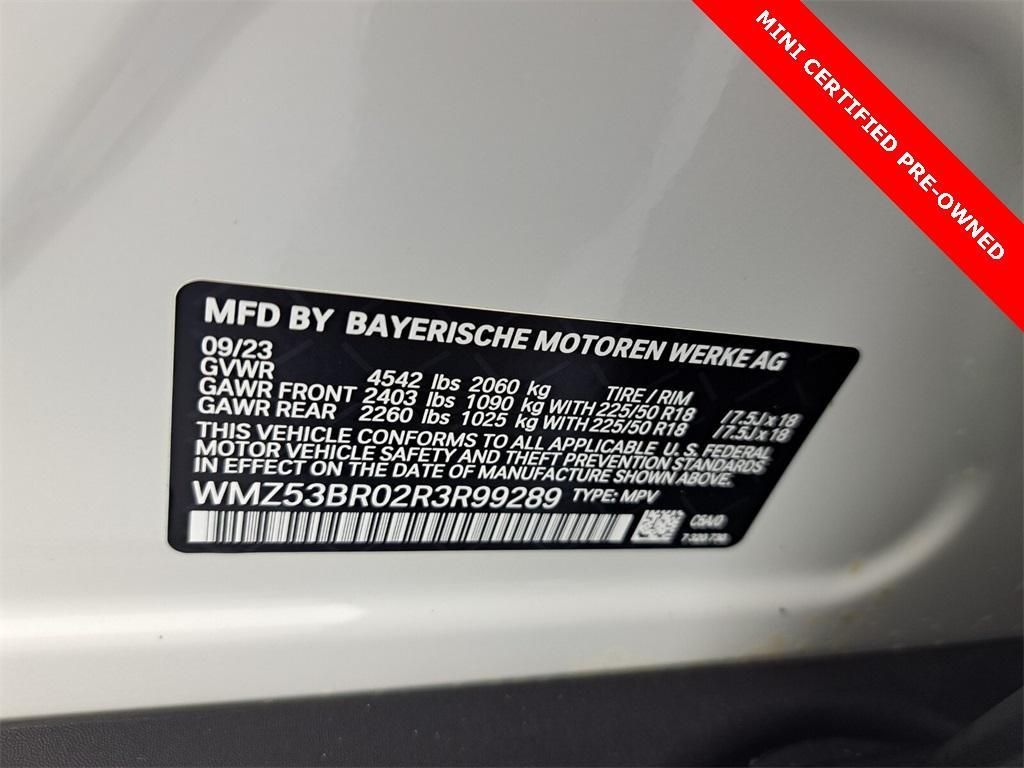 MINI CERTIFIED PRE-OWNED
MFD BY BAYERISCHE MOTOREN WERKE AG
09/23
GVWR 4542 lbs 2060 kg TIRE / RIM
GAWR FRONT 2403 lbs 1090 kg WITH 225/50 R18 /7.5J x 18
GAWR REAR 2260 lbs 1025 kg WITH 225/50 R18 /7.5J x 18
THIS VEHICLE CONFORMS TO ALL APPLICABLE U. S. FEDERAL
MOTOR VEHICLE SAFETY AND THEFT PREVENTION STANDARDS
IN EFFECT ON THE DATE OF MANUFACTURE SHOWN ABOVE.
WMZ53BR02R3R99289 TYPE: MPV